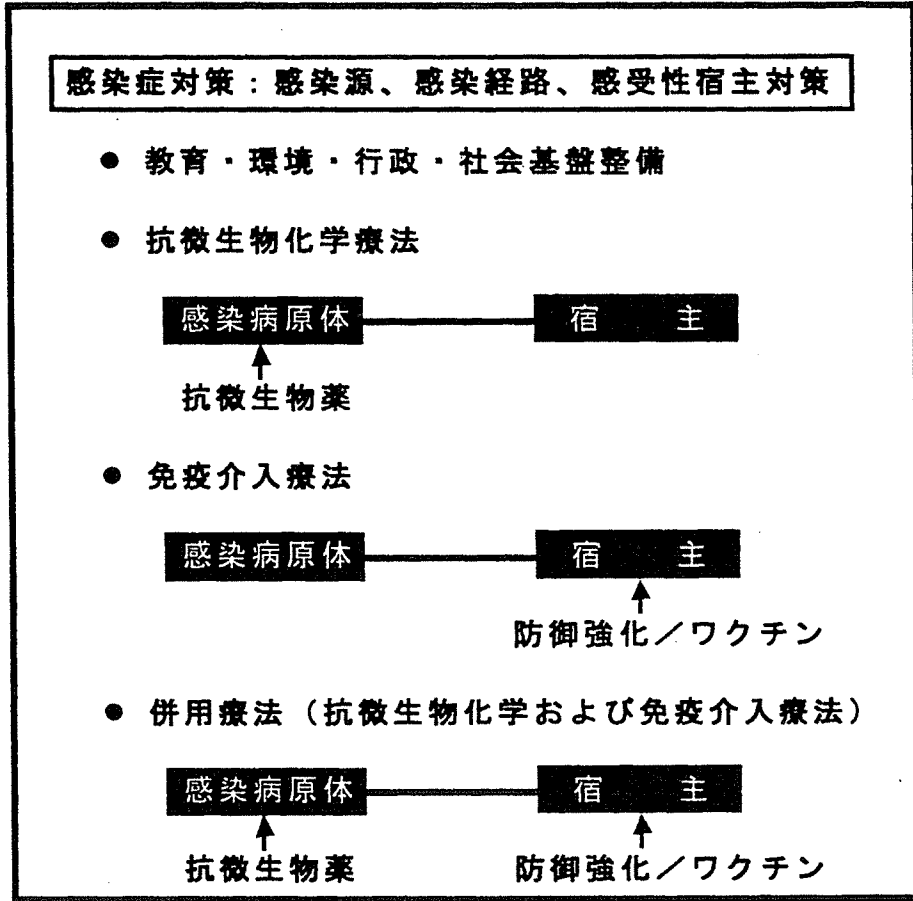 感染症対策：感染源、感染経路、感受性宿主対策
● 教育・環境・行政・社会基盤整備
● 抗微生物化学療法
感染病原体 宿　主
抗微生物薬
● 免疫介入療法
感染病原体 宿　主
防御強化／ワクチン
● 併用療法（抗微生物化学および免疫介入療法）
感染病原体 宿　主
抗微生物薬 防御強化／ワクチン